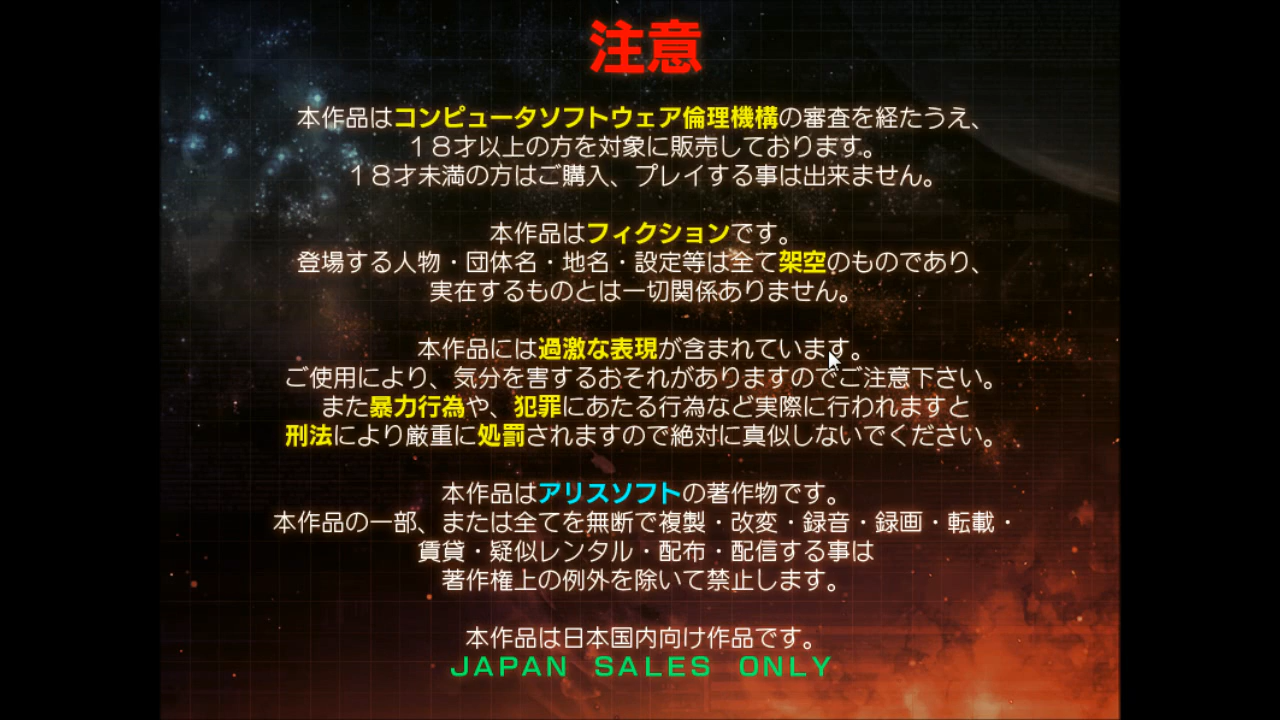 注意
本作品はコンピュータソフトウェア倫理機構の審査を経たうえ、
１８才以上の方を対象に販売しております。
１８才未満の方はご購入、プレイする事は出来ません。
本作品はフィクションです。
登場する人物・団体名・地名・設定等は全て架空のものであり、
実在するものとは一切関係ありません。
本作品には過激な表現が含まれています。
ご使用により、気分を害するおそれがありますのでご注意下さい。
また暴力行為や、犯罪にあたる行為など実際に行われますと
刑法により厳重に処罰されますので絶対に真似しないでください。
本作品はアリスソフトの著作物です。
本作品の一部、または全てを無断で複製・改変・録音・録画・転載・
賃貸・疑似レンタル・配布・配信する事は
著作権上の例外を除いて禁止します。
本作品は日本国内向け作品です。
JAPAN SALES ONLY